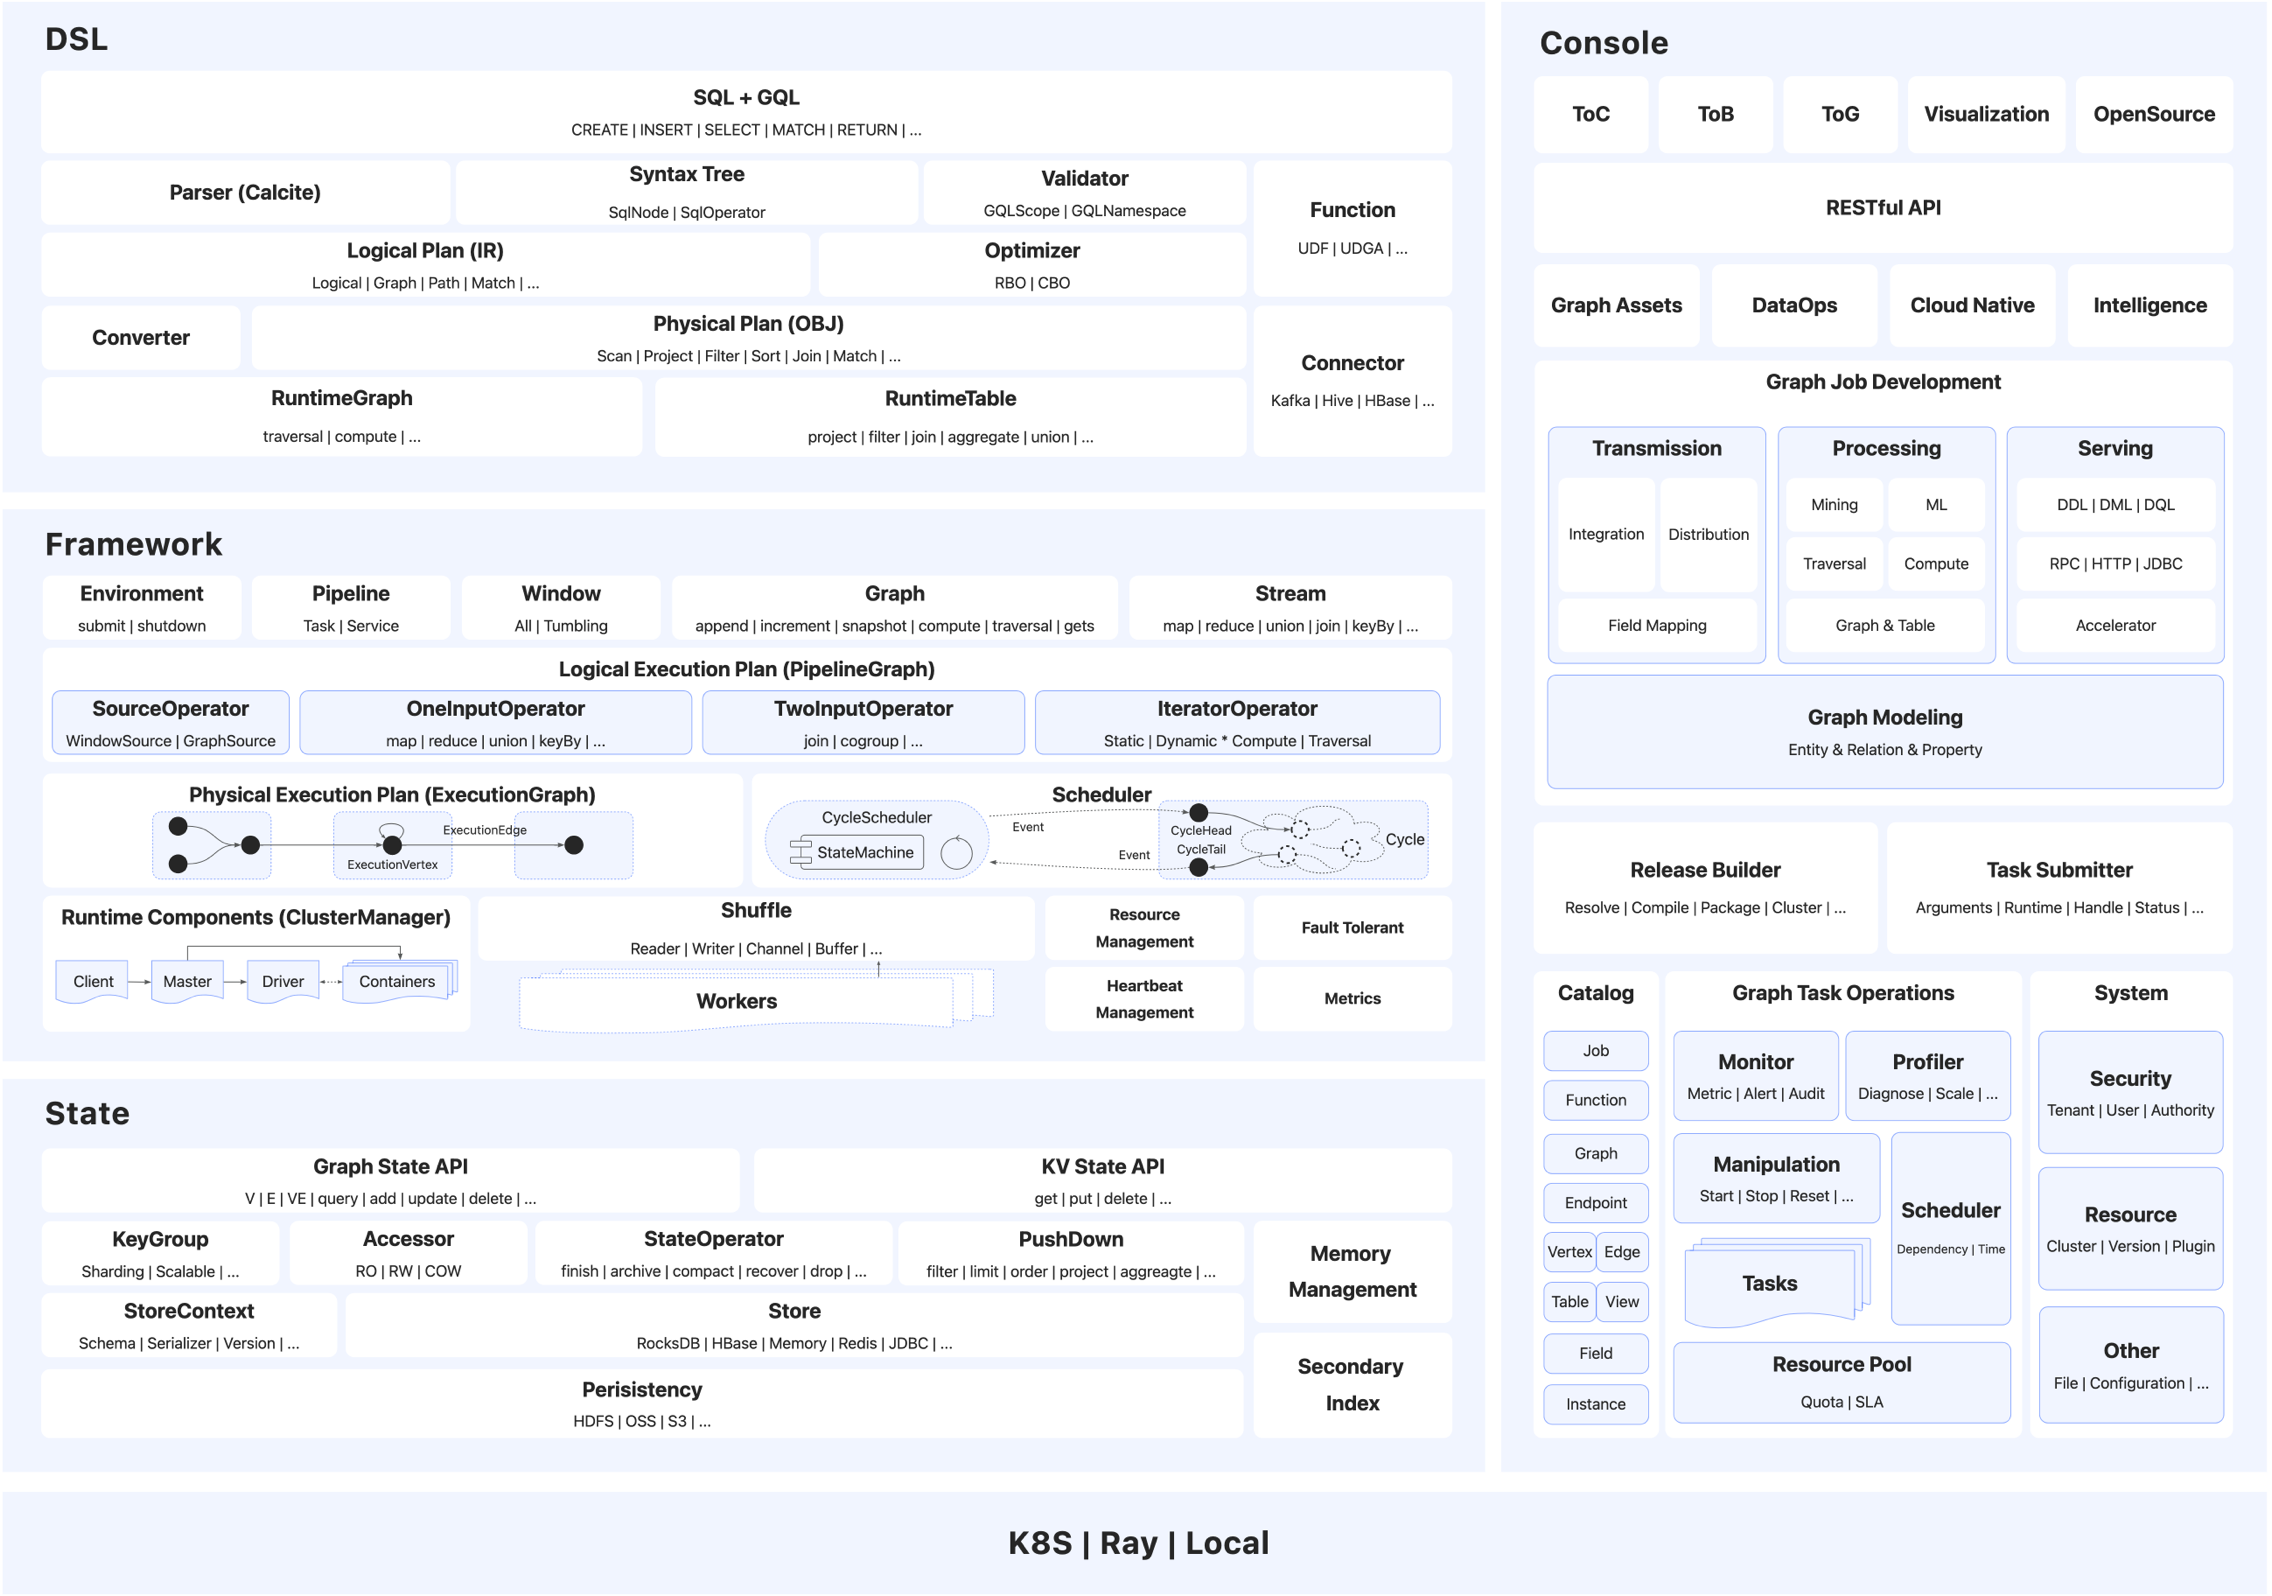 DSL
SQL + GQL
CREATE | INSERT | SELECT | MATCH | RETURN | ...
Parser (Calcite)
Syntax Tree
SqlNode | SqlOperator
Validator
GQLScope | GQLNamespace
Function
UDF | UDGA | ...
Logical Plan (IR)
Logical | Graph | Path | Match | ...
Optimizer
RBO | CBO
Converter
Physical Plan (OBJ)
Scan | Project | Filter | Sort | Join | Match | ...
Connector
Kafka | Hive | HBase | ...
RuntimeGraph
traversal | compute | ...
RuntimeTable
project | filter | join | aggregate | union | ...
Framework
Environment
submit | shutdown
Pipeline
Task | Service
Window
All | Tumbling
Graph
append | increment | snapshot | compute | traversal | gets
Stream
map | reduce | union | join | keyBy | ...
Logical Execution Plan (PipelineGraph)
SourceOperator
WindowSource | GraphSource
OneInputOperator
map | reduce | union | keyBy | ...
TwoInputOperator
join | cogroup | ...
IteratorOperator
Static | Dynamic * Compute | Traversal
Physical Execution Plan (ExecutionGraph)
ExecutionEdge
ExecutionVertex
Scheduler
CycleScheduler
StateMachine
Event
Event
CycleHead
CycleTail
Cycle
Runtime Components (ClusterManager)
Client
Master
Driver
Containers
Shuffle
Reader | Writer | Channel | Buffer | ...
Workers
Resource
Management
Fault Tolerant
Heartbeat
Management
Metrics
State
Graph State API
V | E | VE | query | add | update | delete | ...
KV State API
get | put | delete | ...
KeyGroup
Sharding | Scalable | ...
Accessor
RO | RW | COW
StateOperator
finish | archive | compact | recover | drop | ...
PushDown
filter | limit | order | project | aggreagte | ...
Memory
Management
StoreContext
Schema | Serializer | Version | ...
Store
RocksDB | HBase | Memory | Redis | JDBC | ...
Secondary
Index
Perisistency
HDFS | OSS | S3 | ...
Console
ToC
ToB
ToG
Visualization
OpenSource
RESTful API
Graph Assets
DataOps
Cloud Native
Intelligence
Graph Job Development
Transmission
Integration
Distribution
Field Mapping
Processing
Mining
ML
Traversal
Compute
Graph & Table
Serving
DDL | DML | DQL
RPC | HTTP | JDBC
Accelerator
Graph Modeling
Entity & Relation & Property
Release Builder
Resolve | Compile | Package | Cluster | ...
Task Submitter
Arguments | Runtime | Handle | Status | ...
Catalog
Job
Function
Graph
Endpoint
Vertex
Edge
Table
View
Field
Instance
Graph Task Operations
Monitor
Metric | Alert | Audit
Profiler
Diagnose | Scale | ...
Manipulation
Start | Stop | Reset | ...
Scheduler
Dependency | Time
Tasks
Resource Pool
Quota | SLA
System
Security
Tenant | User | Authority
Resource
Cluster | Version | Plugin
Other
File | Configuration | ...
K8S | Ray | Local